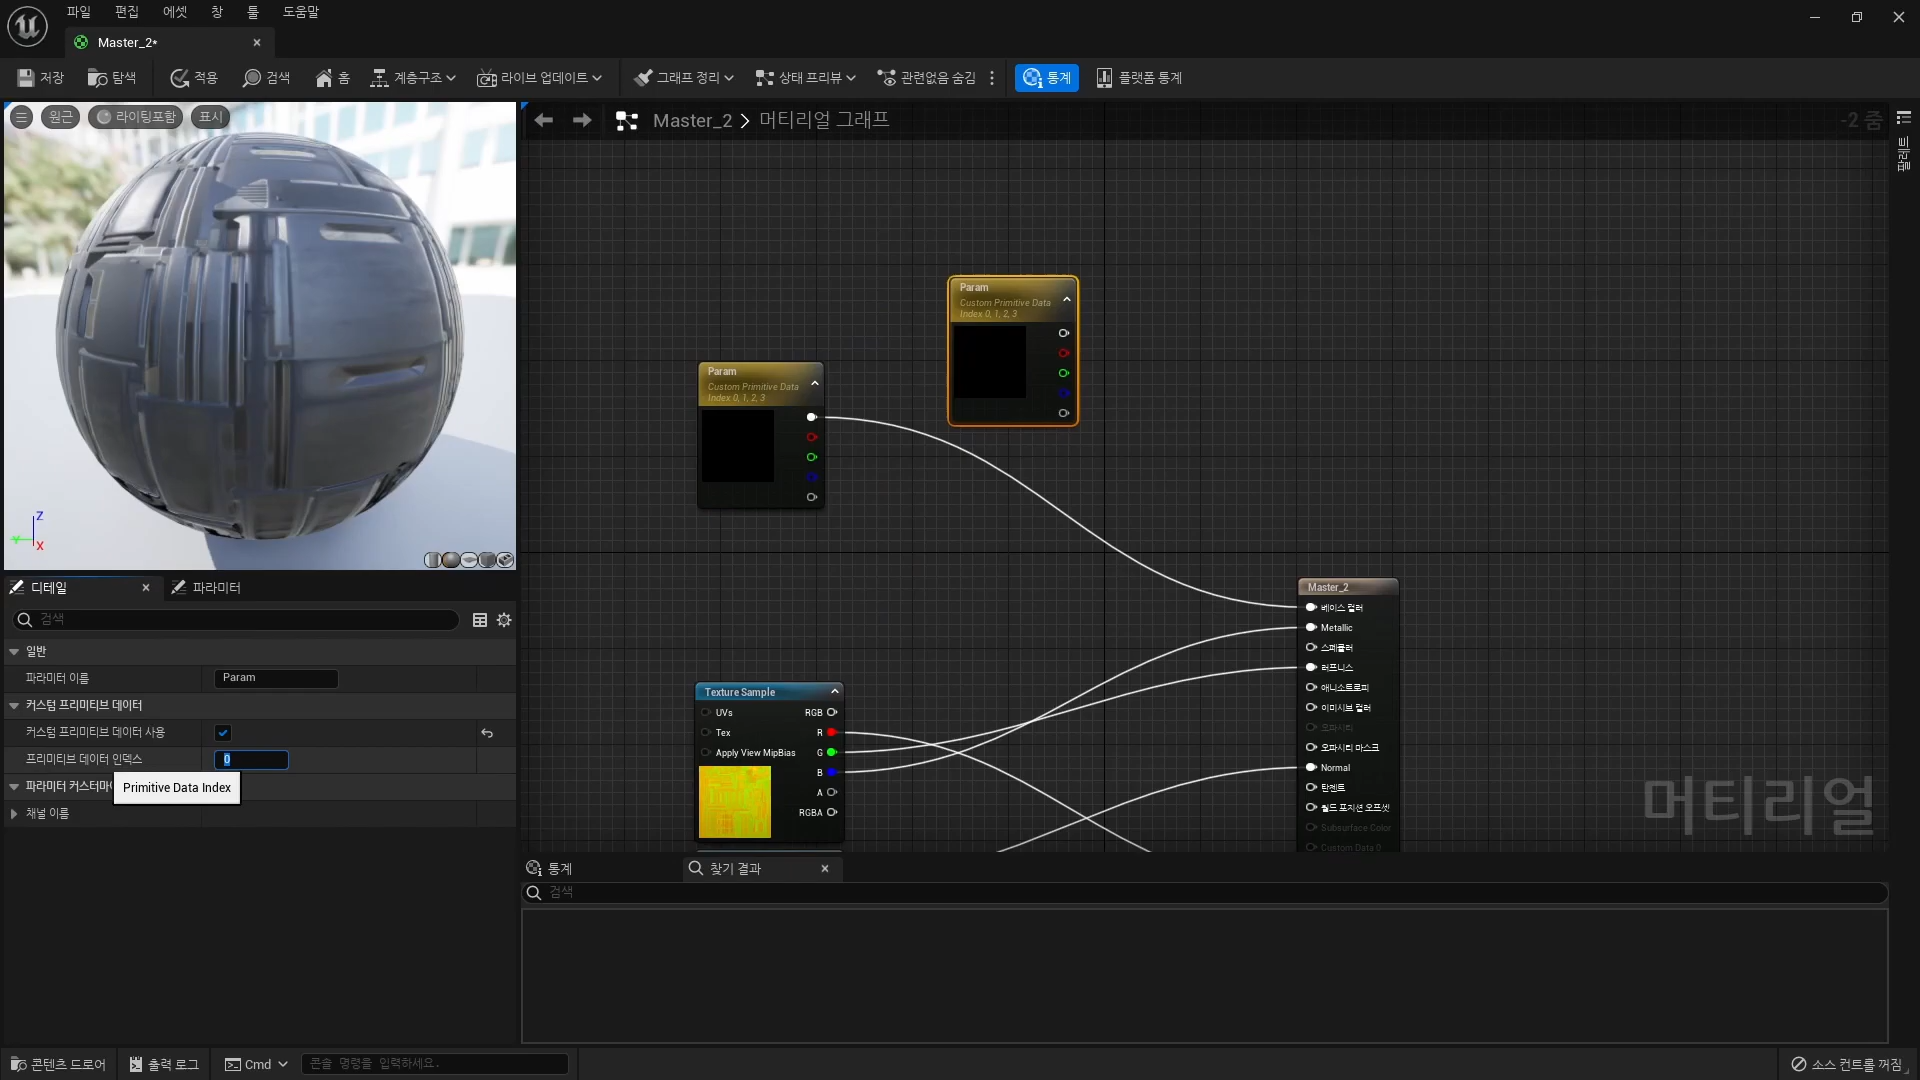 파일
편집
에셋
창
툴
도움말
Master_2*
저장
탐색
적용
검색
홈
계층구조
라이브 업데이트
그래프 정리
상태 프리뷰
관련없음 숨김
통계
플랫폼 통계
원근
라이팅포함
표시
Master_2 > 머티리얼 그래프
-2 줌
팔레트
Param
Custom Primitive Data
Index 0, 1, 2, 3
Param
Custom Primitive Data
Index 0, 1, 2, 3
Z
Y
X
Master_2
베이스 컬러
Metallic
스페큘러
러프니스
애니소트로피
이미시브 컬러
오파시티
오파시티 마스크
Normal
탄젠트
월드 포지션 오프셋
Subsurface Color
Custom Data 0
Texture Sample
UVs
RGB
Tex
R
Apply View MipBias
G
B
A
RGBA
머티리얼
디테일
파라미터
검색
일반
파라미터 이름
Param
커스텀 프리미티브 데이터
커스텀 프리미티브 데이터 사용
프리미티브 데이터 인덱스
0
Primitive Data Index
채널 이름
통계
찾기 결과
검색
콘텐츠 드로어
출력 로그
Cmd
콘솔 명령을 입력하세요.
소스 컨트롤 꺼짐